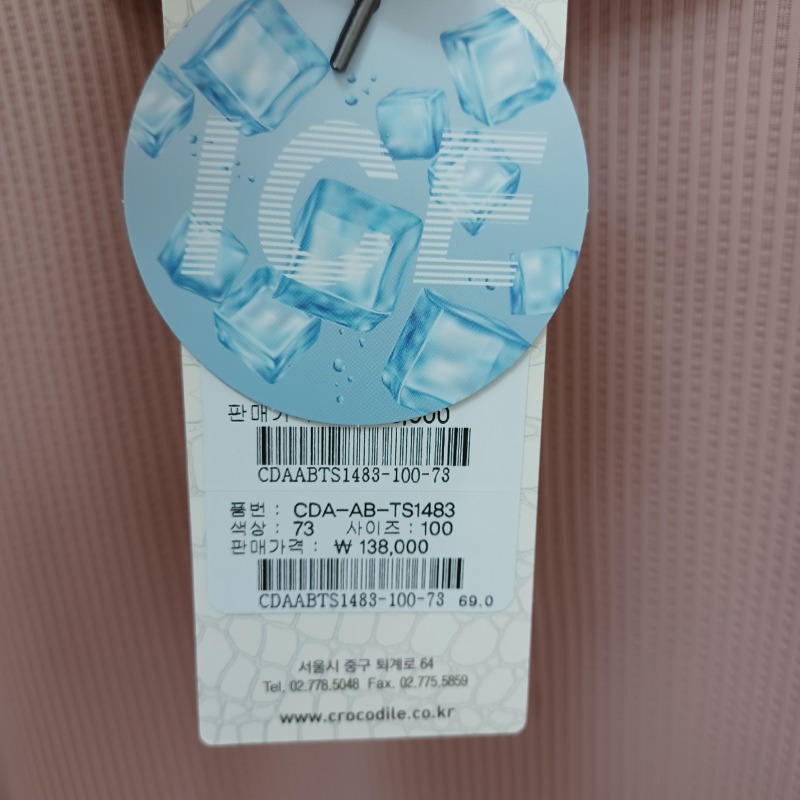 ICE
판매가
CDAABTS1483-100-73
품번 : CDA-AB-TS1483
색상 : 73 사이즈 : 100
판매가격 : ₩ 138,000
CDAABTS1483-100-73 69.0
서울시 중구 퇴계로 64
Tel. 02.778.5048 Fax. 02.775.5859
www.crocodile.co.kr